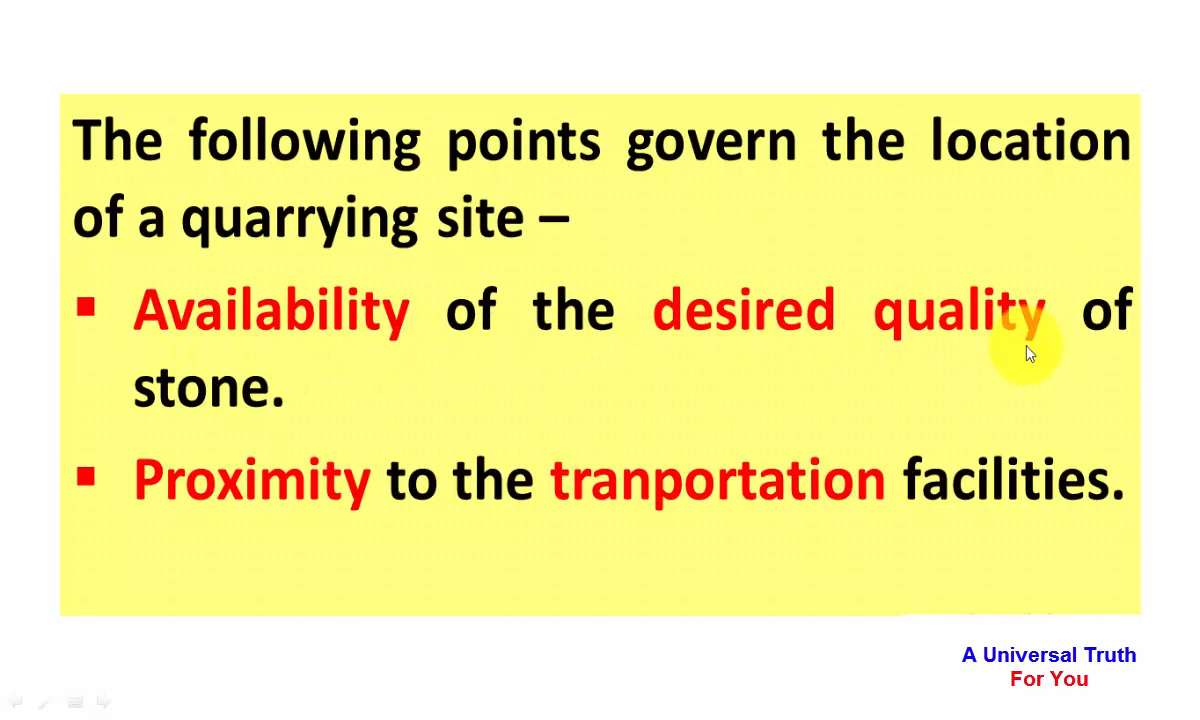 The following points govern the location
of a quarrying site –
▪ Availability of the desired quality of
stone.
▪ Proximity to the tranportation facilities.
A Universal Truth
For You